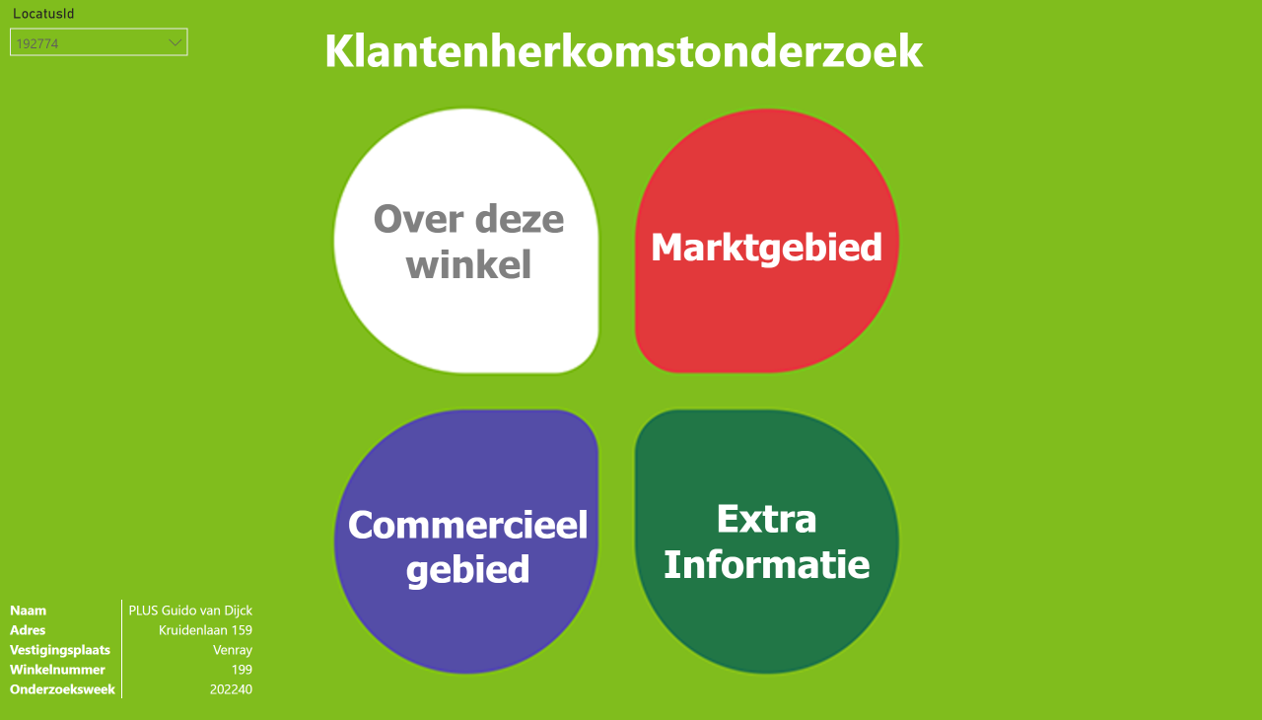 LocatusId
192774
Klantenherkomstonderzoek
Over deze
winkel
Marktgebied
Commercieel
gebied
Extra
Informatie
Naam PLUS Guido van Dijck
Adres Kruidenlaan 159
Vestigingsplaats Venray
Winkelnummer 199
Onderzoeksweek 202240